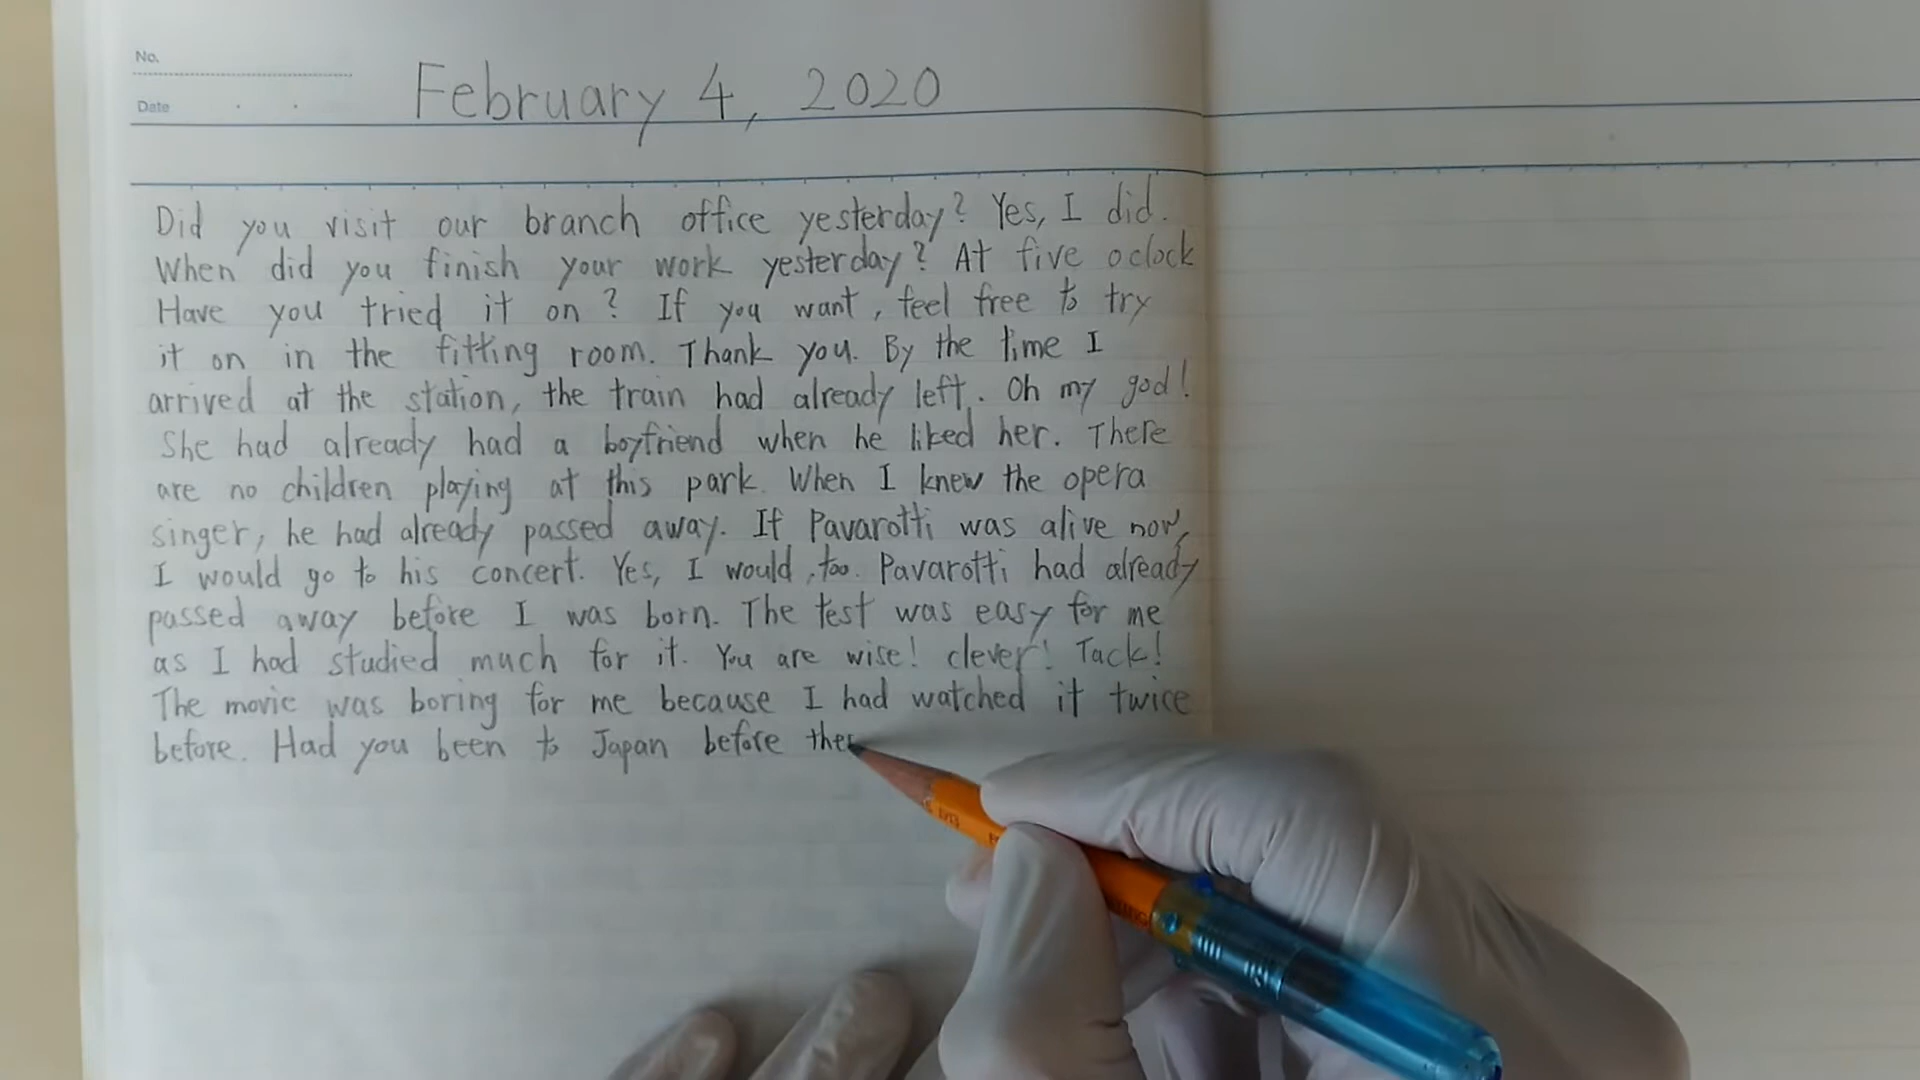 No.
Date
February 4, 2020
Did you visit our branch office yesterday? Yes, I did.
When did you finish your work yesterday? At five oclock
Have you tried it on? If you want, feel free to try
it on in the fitting room. Thank you. By the time I
arrived at the station, the train had already left. Oh my god!
She had already had a boyfriend when he liked her. There
are no children playing at this park. When I knew the opera
singer, he had already passed away. If Pavarotti was alive now,
I would go to his concert. Yes, I would, too. Pavarotti had already
passed away before I was born. The test was easy for me
as I had studied much for it. You are wise! clever! Tack!
The movie was boring for me because I had watched it twice
before. Had you been to Japan before